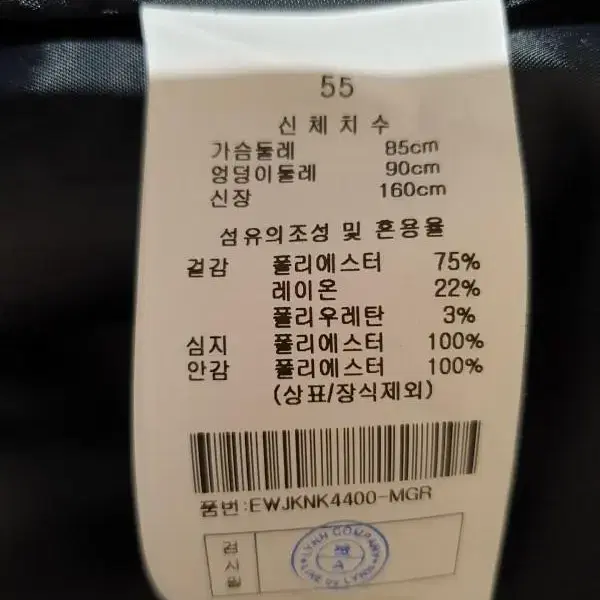 55
신체치수
가슴둘레 85cm
엉덩이둘레 90cm
신장 160cm
섬유의조성 및 혼용율
겉감 폴리에스터 75%
레이온 22%
폴리우레탄 3%
심지 폴리에스터 100%
안감 폴리에스터 100%
(상표/장식제외)
품번:EWJKNK4400-MGR
LYNN COMPANY
A